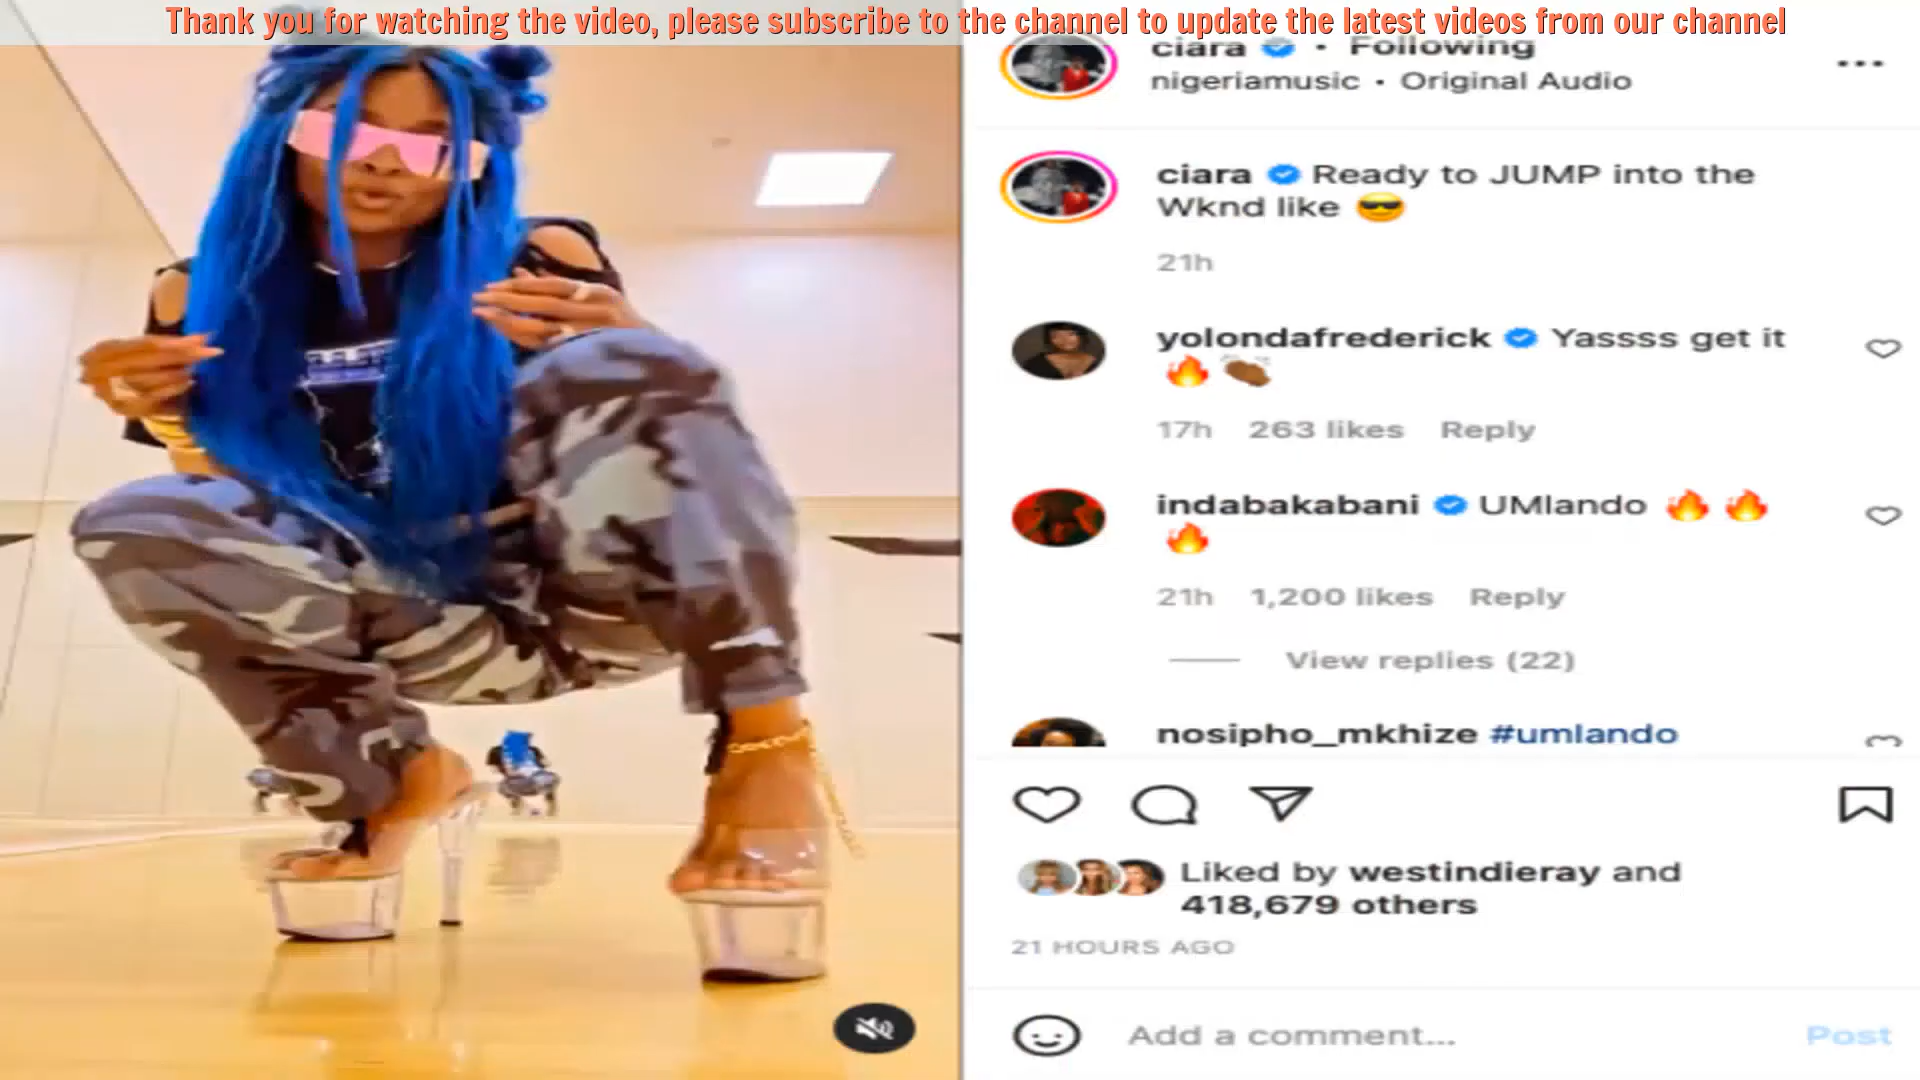 Thank you for watching the video, please subscribe to the channel to update the latest videos from our channel
ciara • Following
nigeriamusic • Original Audio
ciara Ready to JUMP into the
Wknd like 😎
21h
yolondafrederick Yassss get it
🔥 👏🏾
17h 263 likes Reply
indabakabani UMlando 🔥 🔥
🔥
21h 1,200 likes Reply
View replies (22)
nosipho_mkhize #umlando
Liked by westindieray and
418,679 others
21 HOURS AGO
Add a comment...
Post